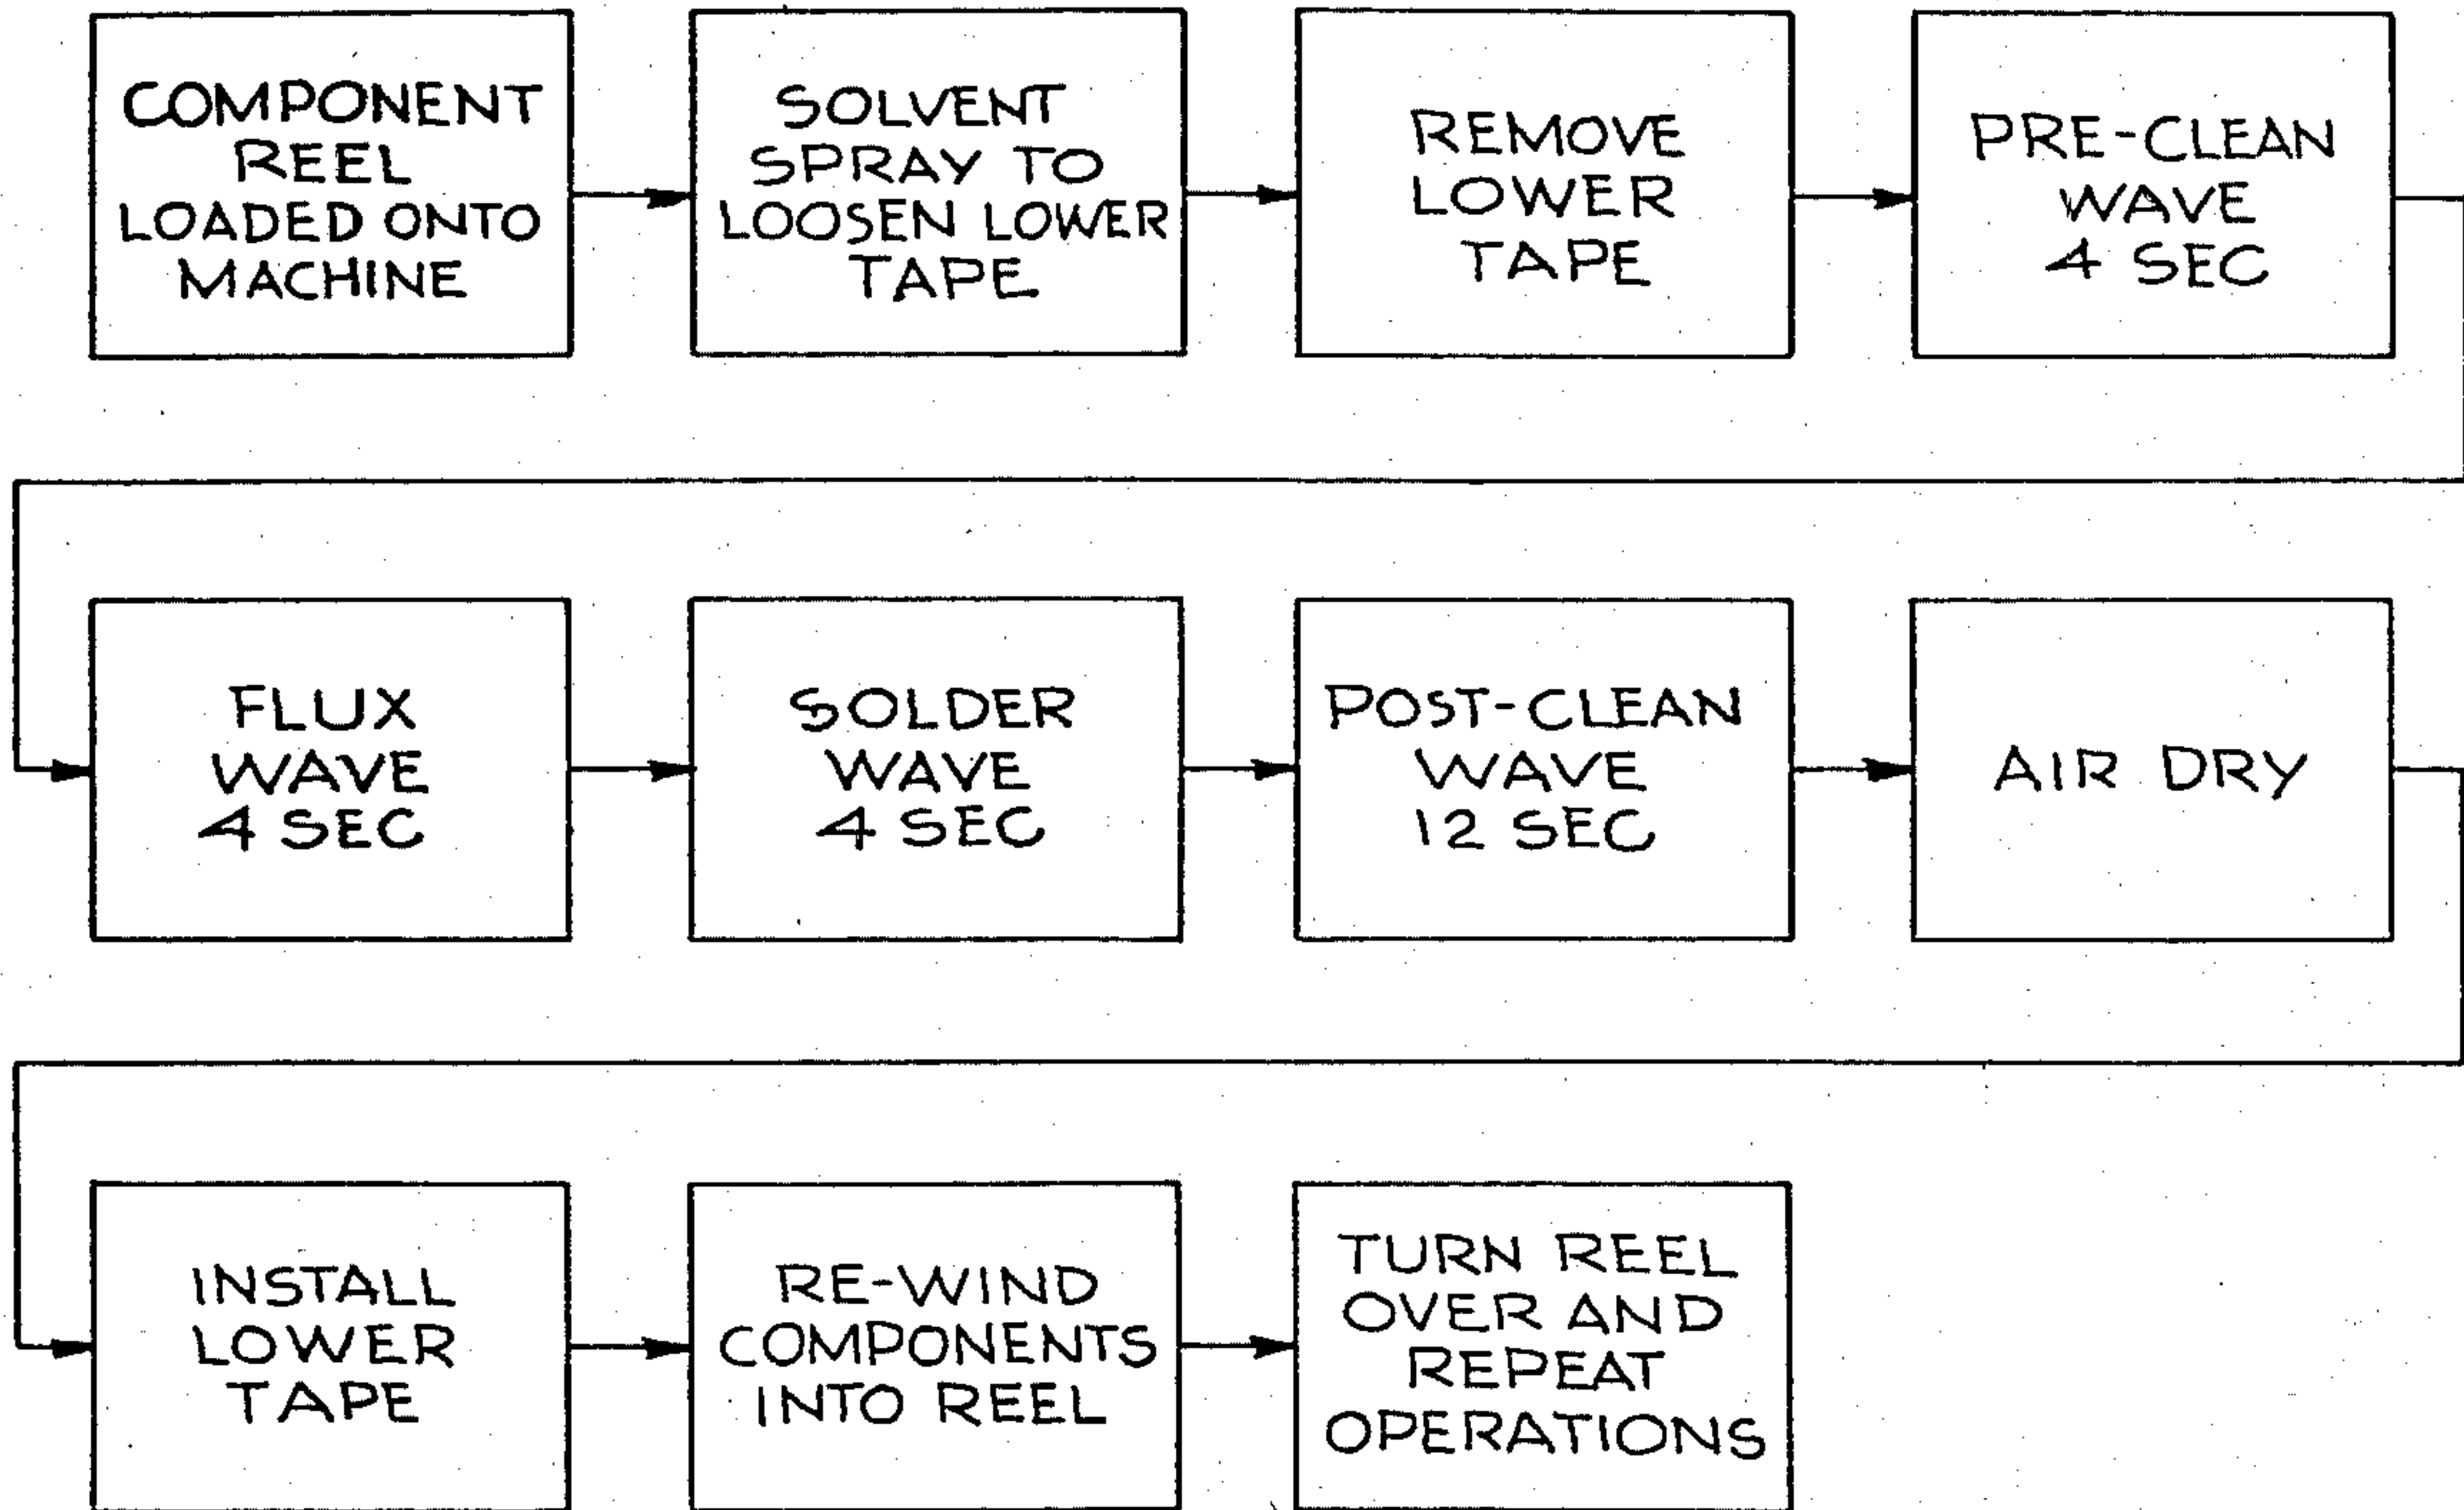 COMPONENT
REEL
LOADED ONTO
MACHINE
SOLVENT
SPRAY TO
LOOSEN LOWER
TAPE
REMOVE
LOWER
TAPE
PRE-CLEAN
WAVE
4 SEC
FLUX
WAVE
4 SEC
SOLDER
WAVE
4 SEC
POST-CLEAN
WAVE
12 SEC
AIR DRY
INSTALL
LOWER
TAPE
RE-WIND
COMPONENTS
INTO REEL
TURN REEL
OVER AND
REPEAT
OPERATIONS